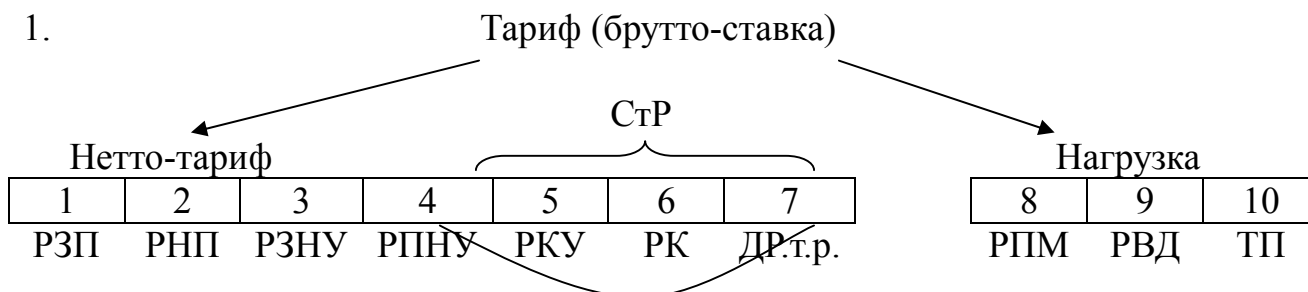 1. Тариф (брутто-ставка)
СтР
Нетто-тариф Нагрузка
1 2 3 4 5 6 7 8 9 10
РЗП РНП РЗНУ РПНУ РКУ РК ДР.т.р. РПМ РВД ТП